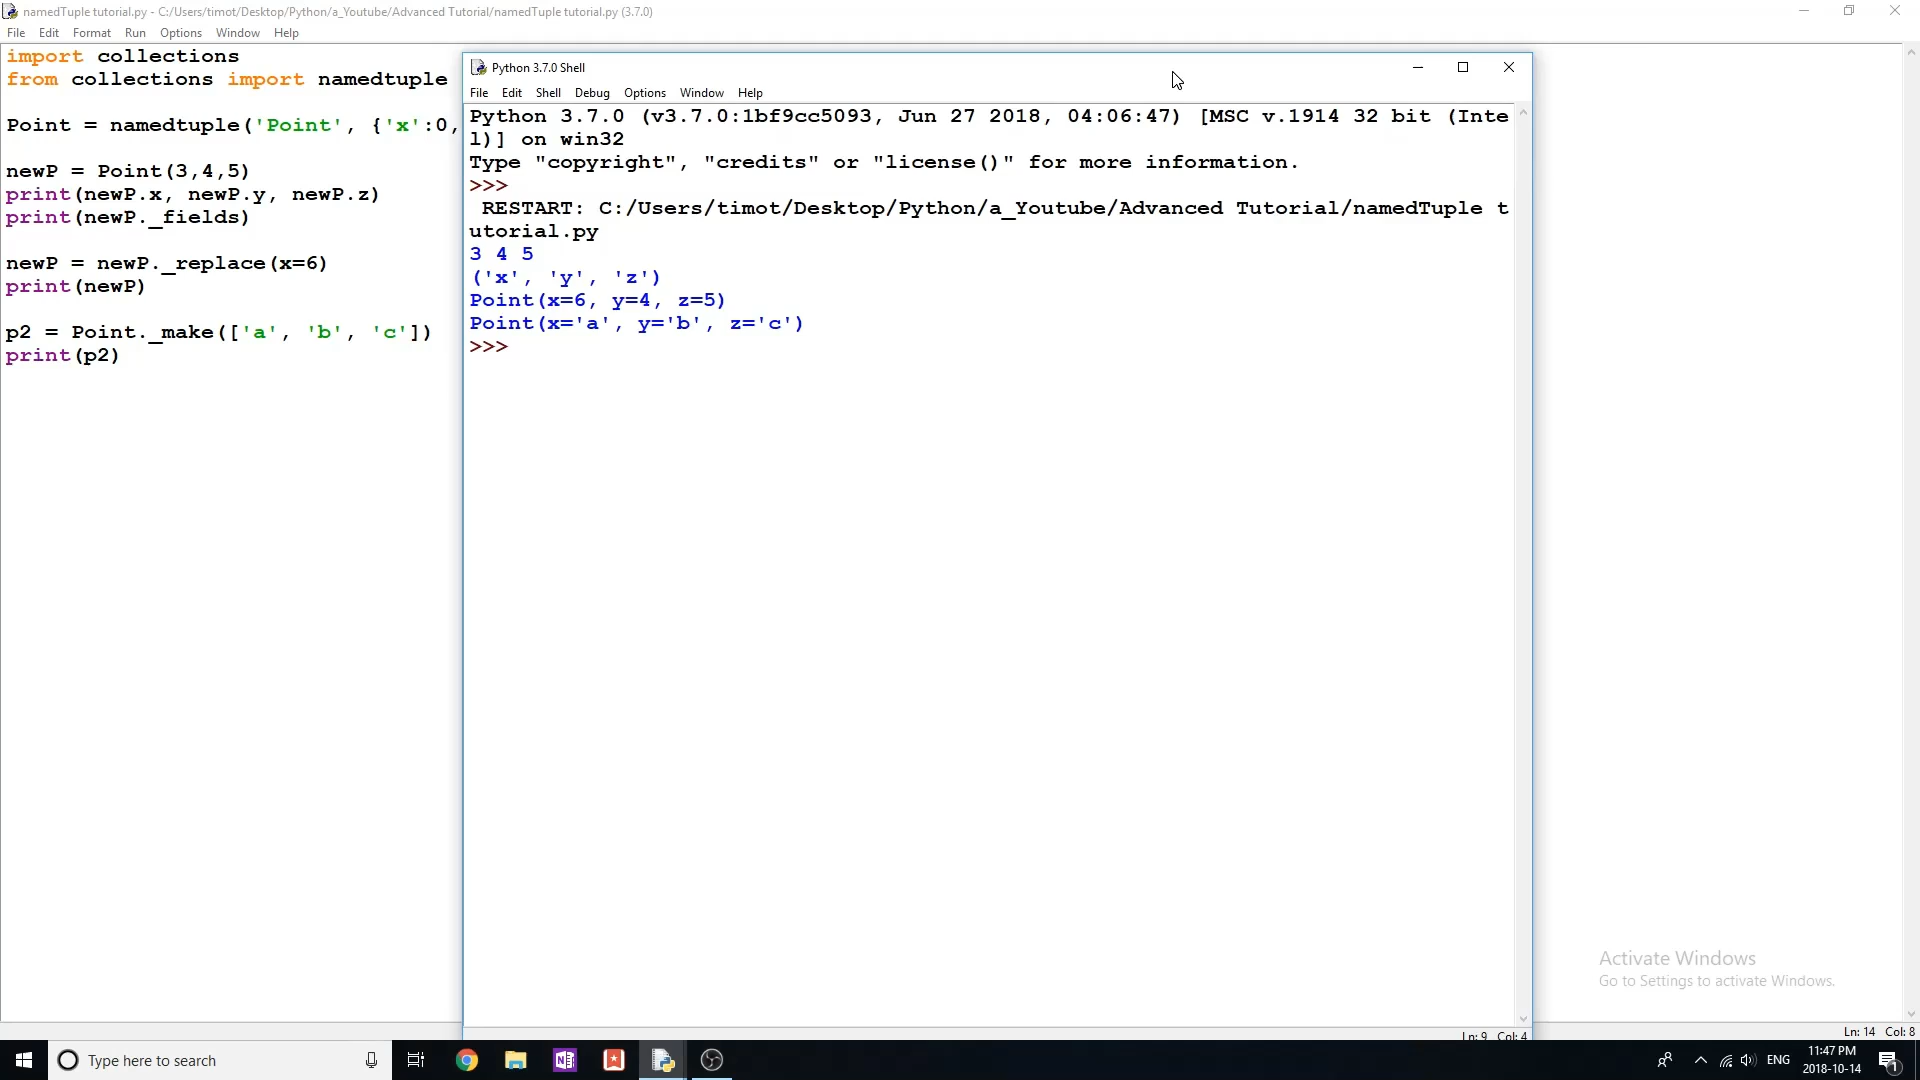 namedTuple tutorial.py - C:/Users/timot/Desktop/Python/a_Youtube/Advanced Tutorial/namedTuple tutorial.py (3.7.0)
File Edit Format Run Options Window Help
import collections
from collections import namedtuple
Point = namedtuple('Point', {'x':0,
newP = Point(3,4,5)
print(newP.x, newP.y, newP.z)
print(newP._fields)
newP = newP._replace(x=6)
print(newP)
p2 = Point._make(['a', 'b', 'c'])
print(p2)
Python 3.7.0 Shell
File Edit Shell Debug Options Window Help
Python 3.7.0 (v3.7.0:1bf9cc5093, Jun 27 2018, 04:06:47) [MSC v.1914 32 bit (Inte
l)] on win32
Type "copyright", "credits" or "license()" for more information.
>>>
RESTART: C:/Users/timot/Desktop/Python/a_Youtube/Advanced Tutorial/namedTuple t
utorial.py
3 4 5
('x', 'y', 'z')
Point(x=6, y=4, z=5)
Point(x='a', y='b', z='c')
>>>
Ln: 9 Col: 4
Activate Windows
Go to Settings to activate Windows.
Ln: 14 Col: 8
Type here to search
N
ENG
11:47 PM
2018-10-14
1